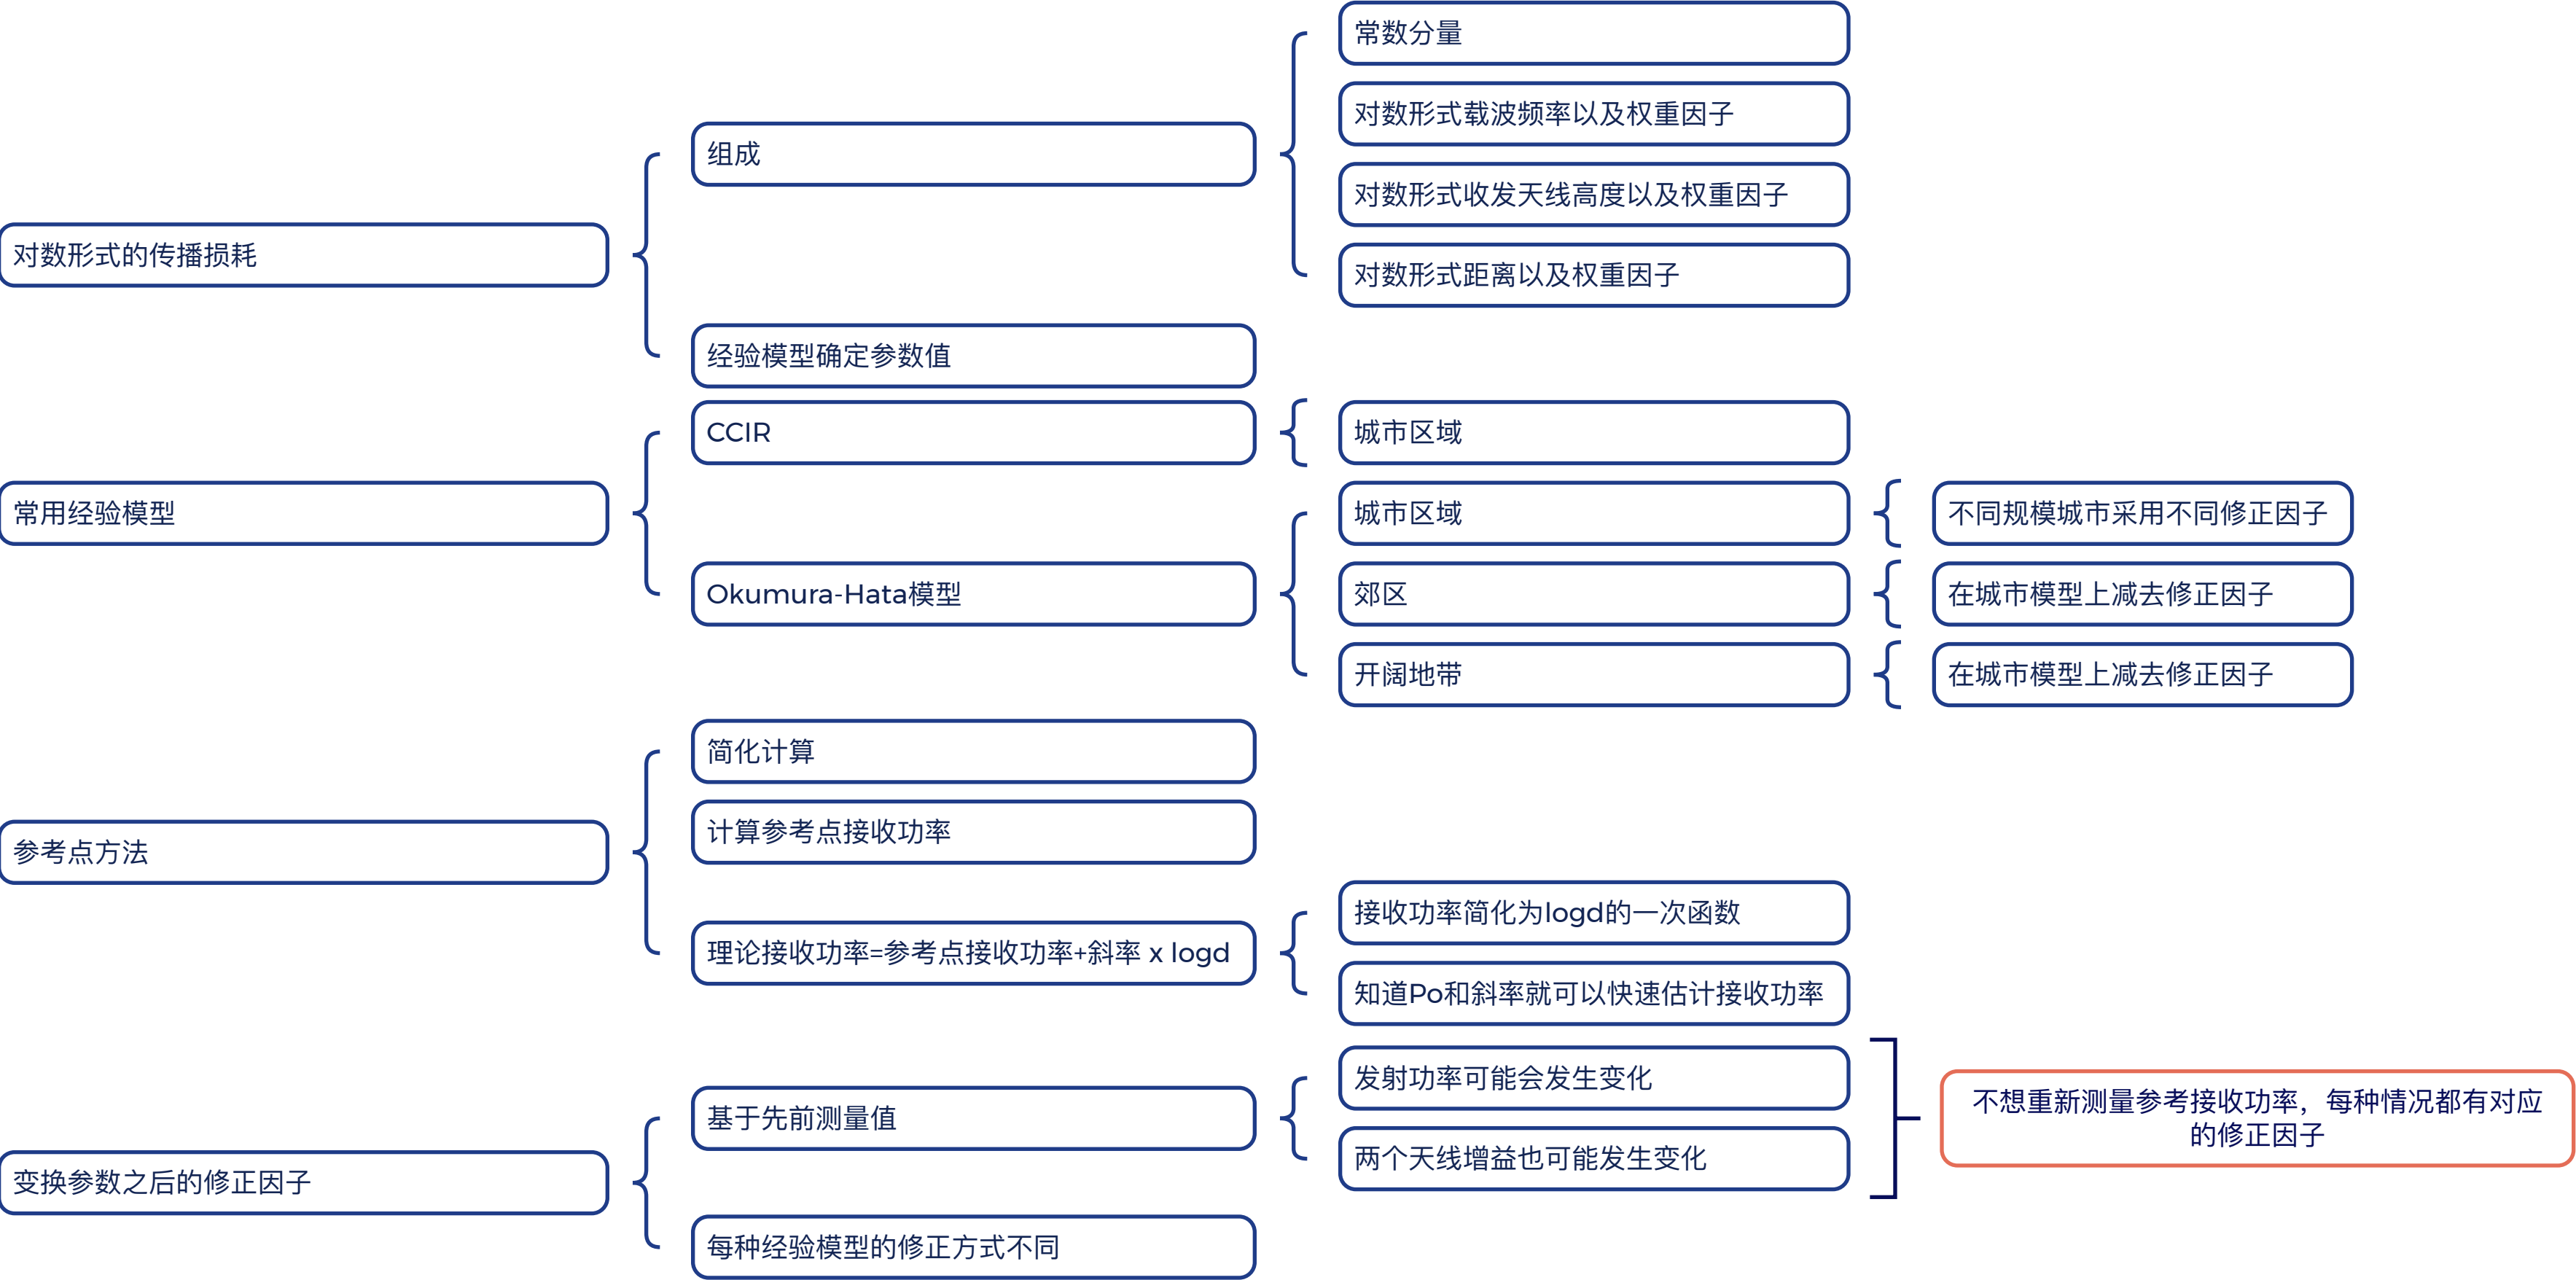 对数形式的传播损耗
组成
常数分量
对数形式载波频率以及权重因子
对数形式收发天线高度以及权重因子
对数形式距离以及权重因子
经验模型确定参数值
常用经验模型
CCIR
城市区域
Okumura-Hata模型
城市区域
不同规模城市采用不同修正因子
郊区
在城市模型上减去修正因子
开阔地带
在城市模型上减去修正因子
参考点方法
简化计算
计算参考点接收功率
理论接收功率=参考点接收功率+斜率 x logd
接收功率简化为logd的一次函数
知道Po和斜率就可以快速估计接收功率
变换参数之后的修正因子
基于先前测量值
发射功率可能会发生变化
两个天线增益也可能发生变化
不想重新测量参考接收功率，每种情况都有对应
的修正因子
每种经验模型的修正方式不同